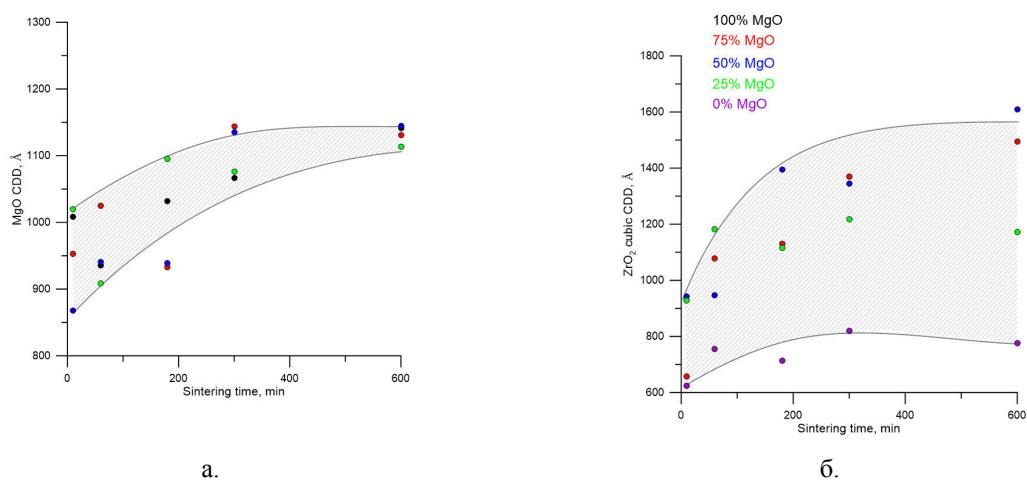 1300
1200
1100
1000
900
800
MgO CDD, Å
0
200
400
600
Sintering time, min
а.
100% MgO
75% MgO
50% MgO
25% MgO
0% MgO
1800
1600
1400
1200
1000
800
600
ZrO₂ cubic CDD, Å
0
200
400
600
Sintering time, min
б.